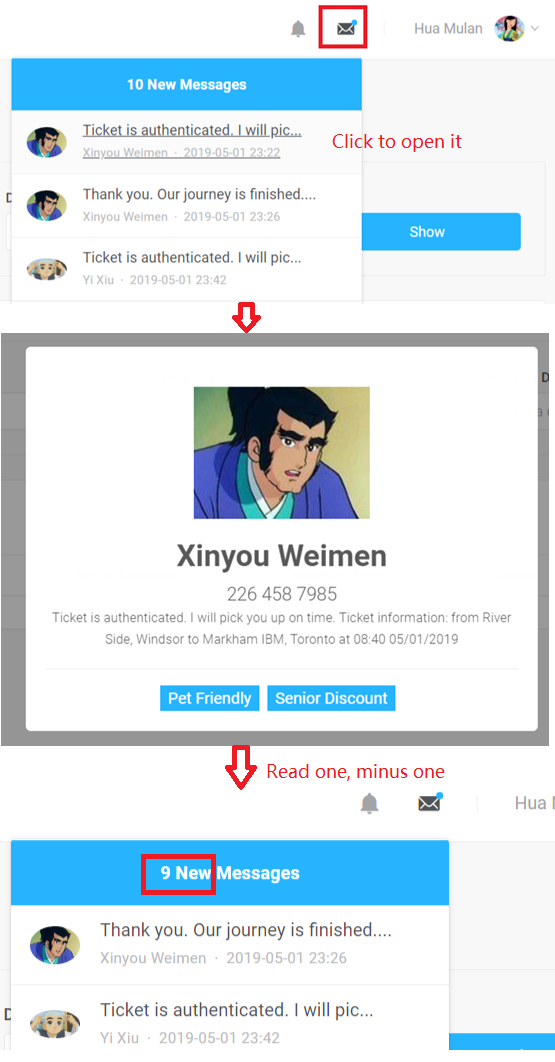 Hua Mulan
10 New Messages
Ticket is authenticated. I will pic...
Xinyou Weimen · 2019-05-01 23:22
Click to open it
Thank you. Our journey is finished....
Xinyou Weimen · 2019-05-01 23:26
D
Show
Ticket is authenticated. I will pic...
Yi Xiu · 2019-05-01 23:42
D
Xinyou Weimen
226 458 7985
Ticket is authenticated. I will pick you up on time. Ticket information: from River
Side, Windsor to Markham IBM, Toronto at 08:40 05/01/2019
Pet Friendly
Senior Discount
Read one, minus one
Hua
9 New Messages
Thank you. Our journey is finished....
Xinyou Weimen · 2019-05-01 23:26
Ticket is authenticated. I will pic...
Yi Xiu · 2019-05-01 23:42
D